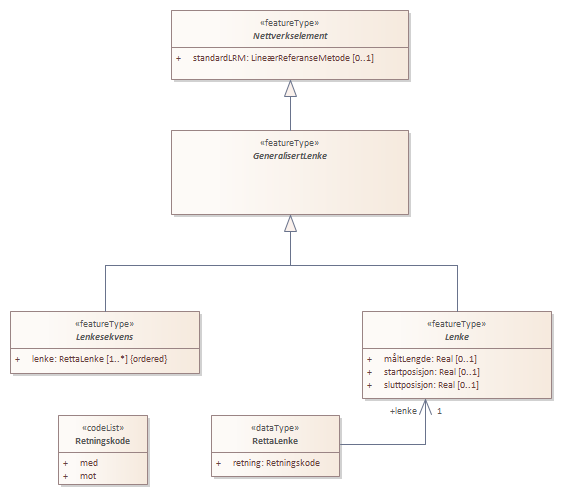 «featureType»
Nettverkselement
+ standardLRM: LineærReferanseMetode [0..1]
«featureType»
GeneralisertLenke
«featureType»
Lenkesekvens
+ lenke: RettaLenke [1..*] {ordered}
«featureType»
Lenke
+ måltLengde: Real [0..1]
+ startposisjon: Real [0..1]
+ sluttposisjon: Real [0..1]
+lenke 1
«codeList»
Retningskode
+ med
+ mot
«dataType»
RettaLenke
+ retning: Retningskode